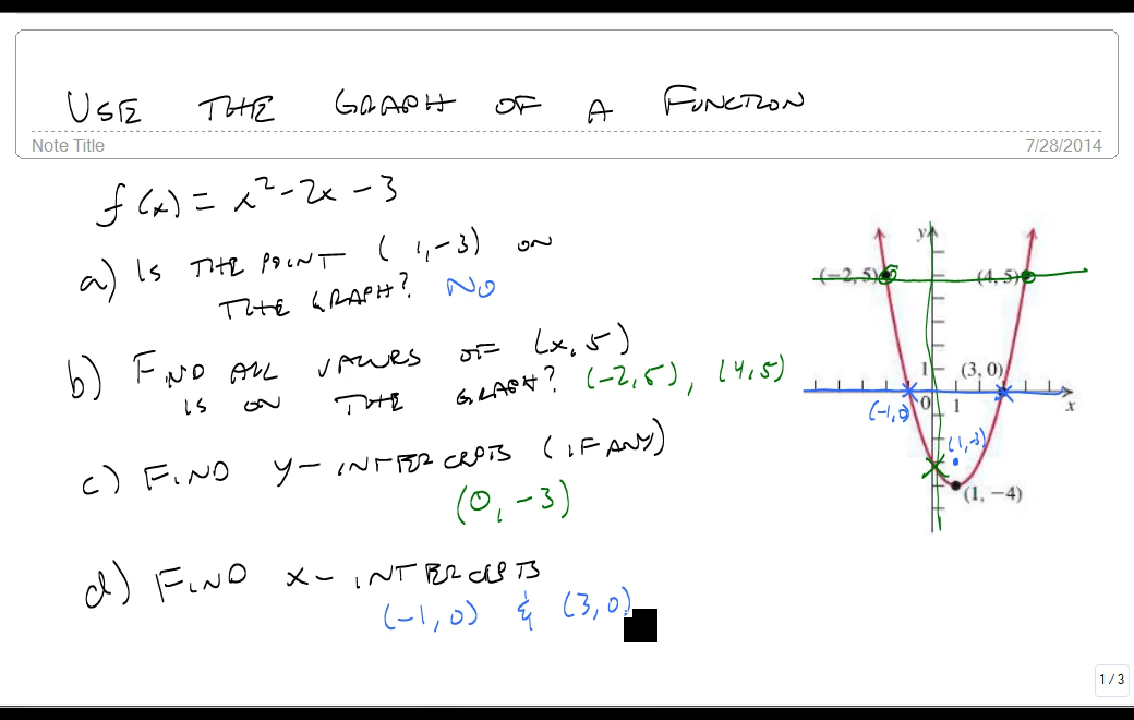 USE THE GRAPH OF A FUNCTION
Note Title
7/28/2014
f(x) = x² - 2x - 3
a) IS THE POINT (1, -3) ON
THE GRAPH? NO
b) FIND ALL VALUES OF (x, 5)
IS ON THE GRAPH? (-2, 5), (4, 5)
c) FIND y-INTERCEPTS (IF ANY)
(0, -3)
d) FIND x-INTERCEPTS
(-1, 0) & (3, 0)
y
(−2, 5)
(4, 5)
1
(3, 0)
0
1
x
(-1, 0)
(1, -3)
(1, −4)
1 / 3